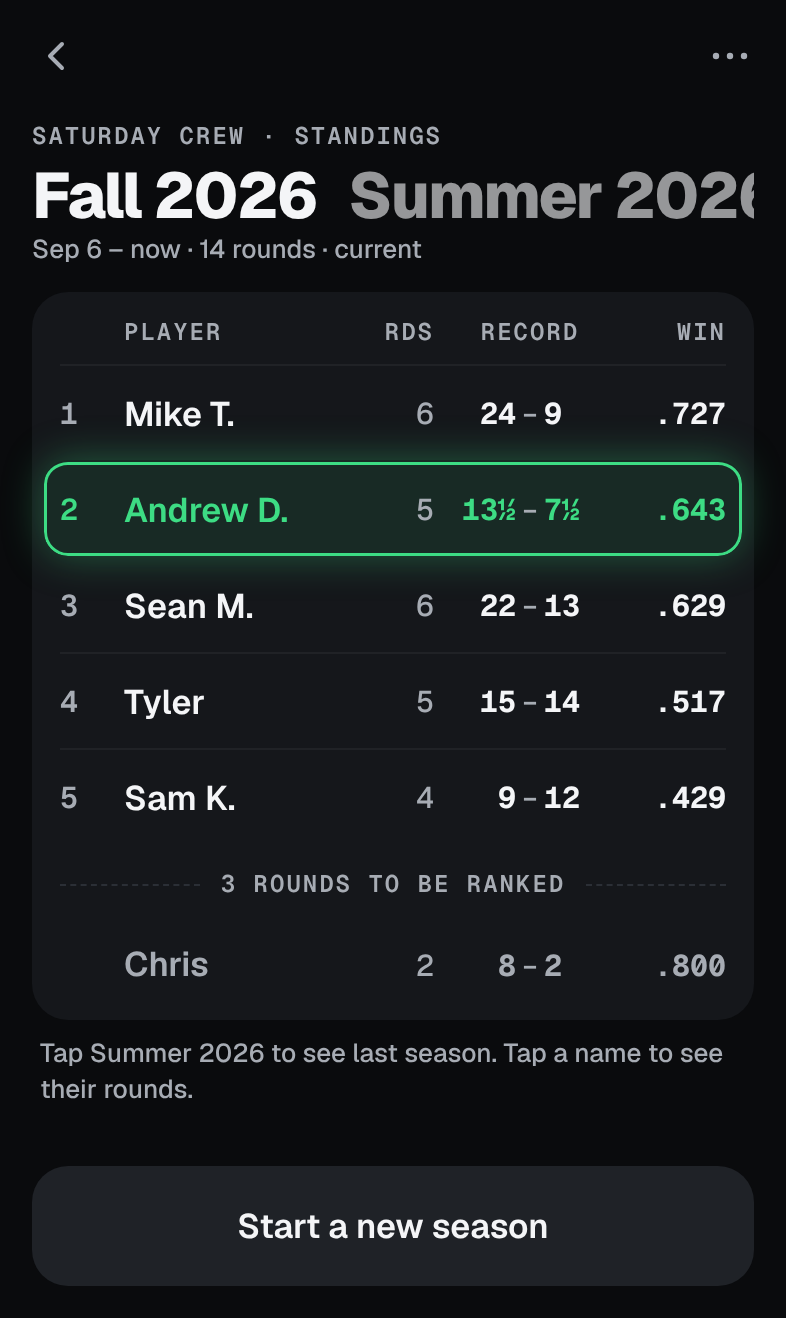 SATURDAY CREW · STANDINGS
Fall 2026 Summer 2026
Sep 6 – now · 14 rounds · current
PLAYER RDS RECORD WIN
1 Mike T. 6 24 – 9 .727
2 Andrew D. 5 13½ – 7½ .643
3 Sean M. 6 22 – 13 .629
4 Tyler 5 15 – 14 .517
5 Sam K. 4 9 – 12 .429
3 ROUNDS TO BE RANKED
Chris 2 8 – 2 .800
Tap Summer 2026 to see last season. Tap a name to see
their rounds.
Start a new season